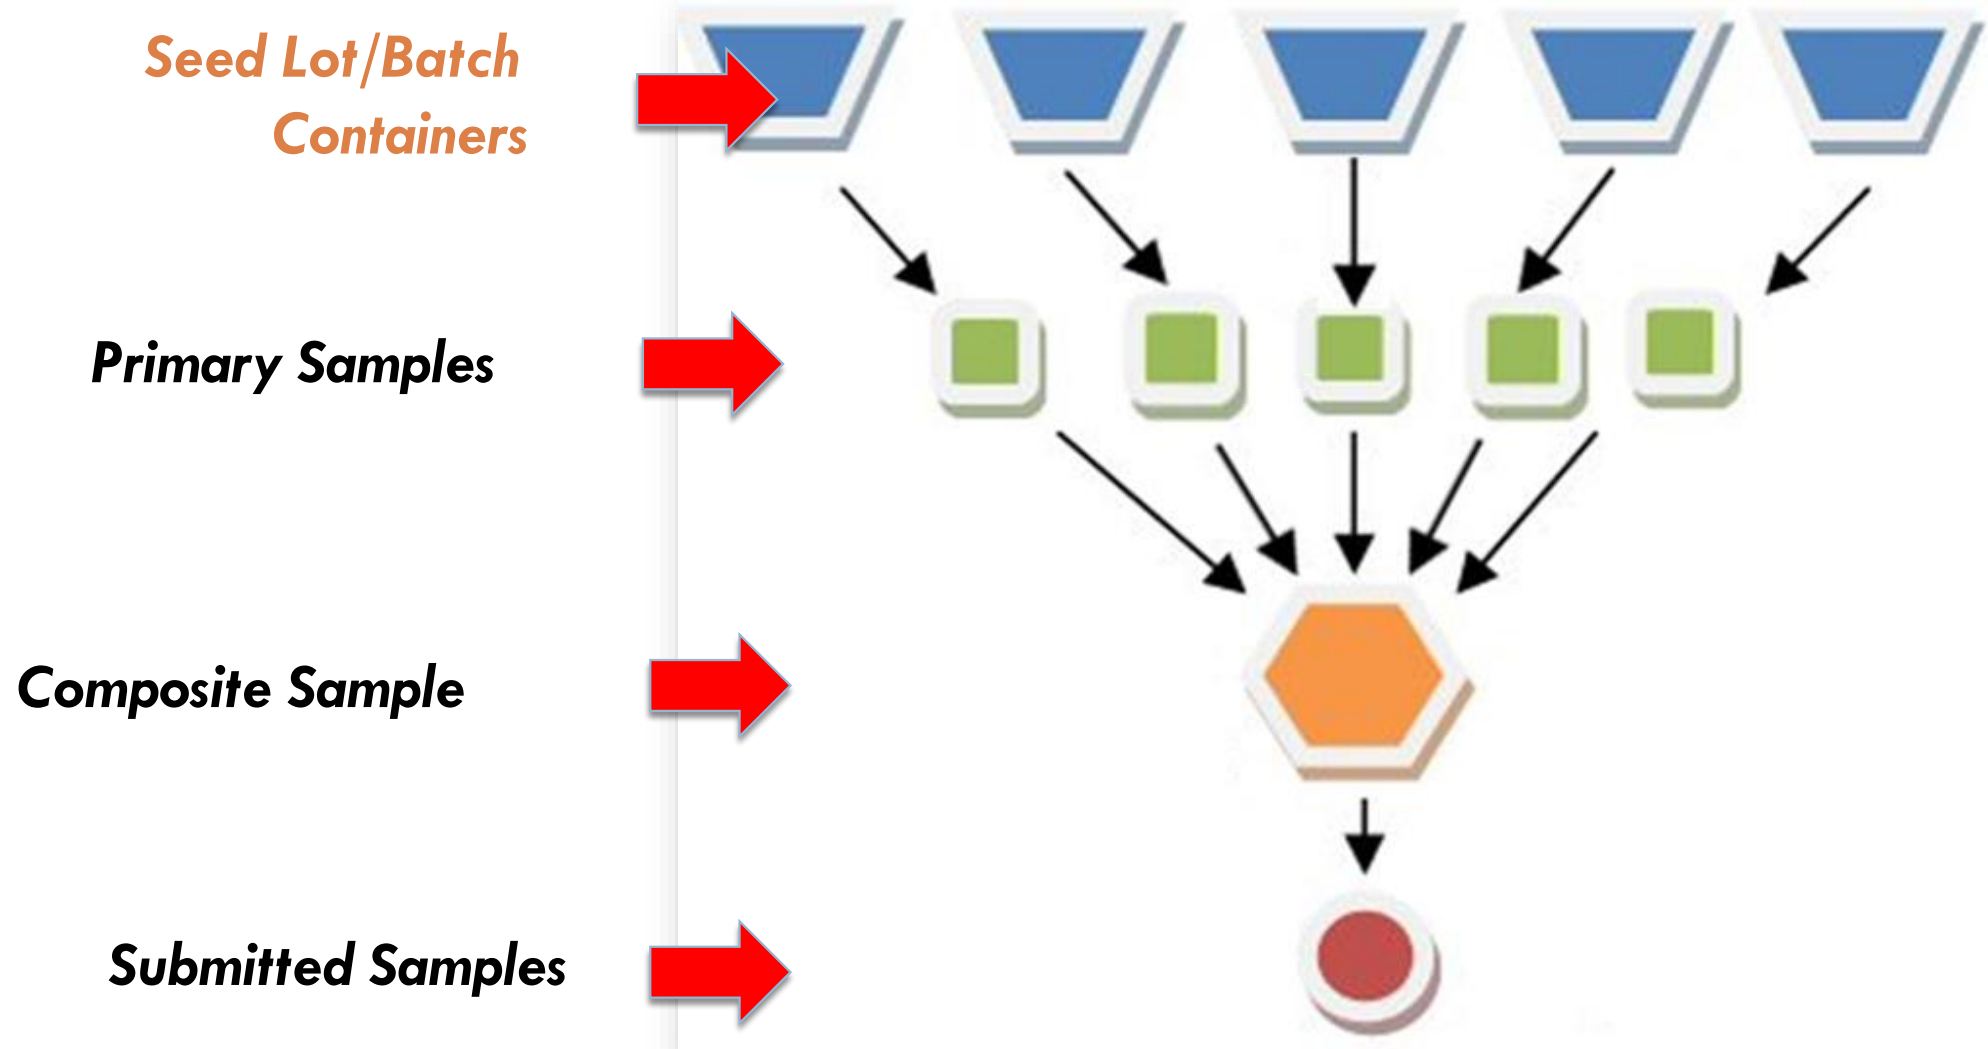 Seed Lot/Batch
Containers
Primary Samples
Composite Sample
Submitted Samples